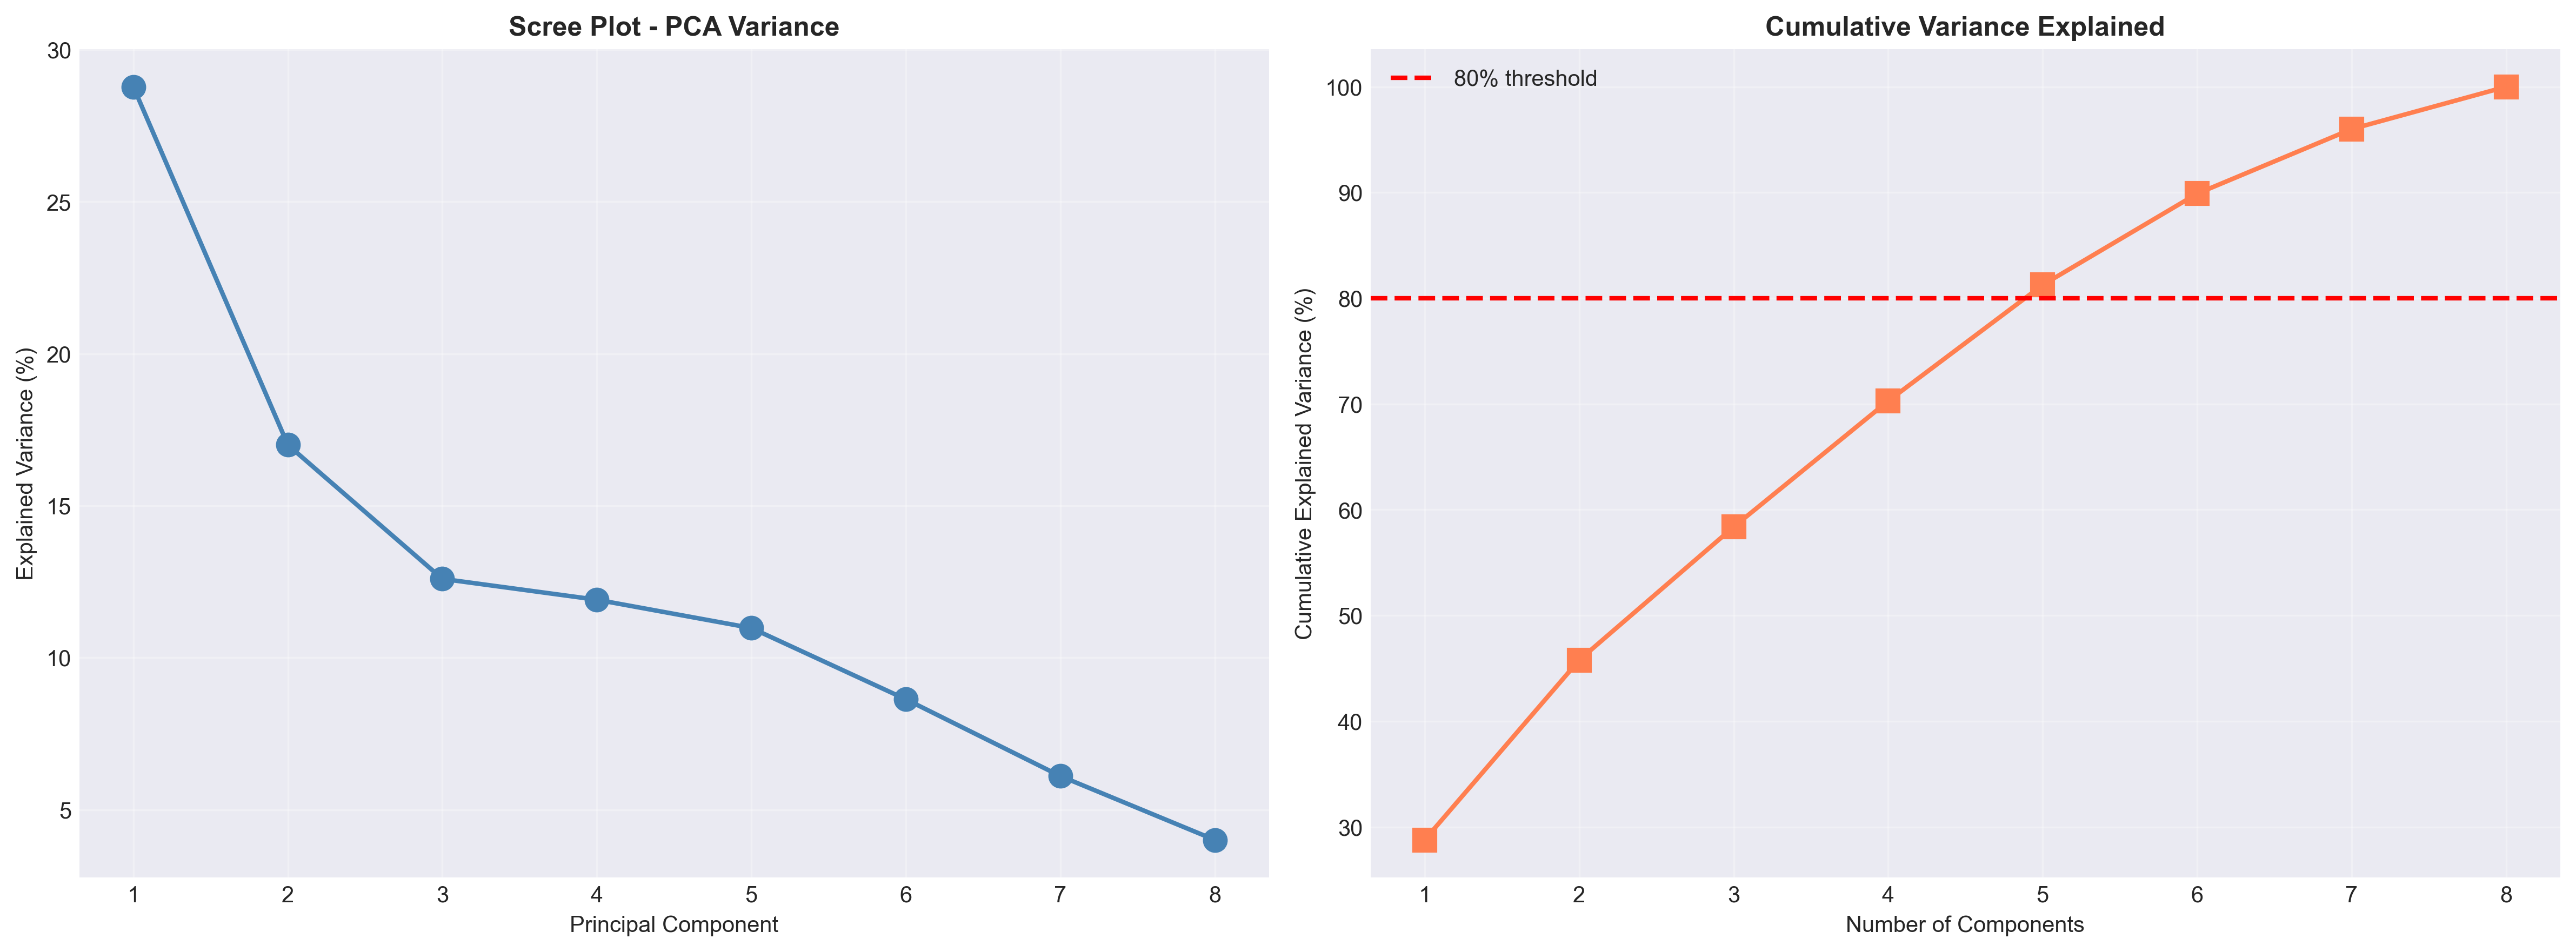 Scree Plot - PCA Variance
30
25
20
15
10
5
Explained Variance (%)
1 2 3 4 5 6 7 8
Principal Component
Cumulative Variance Explained
80% threshold
100
90
80
70
60
50
40
30
Cumulative Explained Variance (%)
1 2 3 4 5 6 7 8
Number of Components